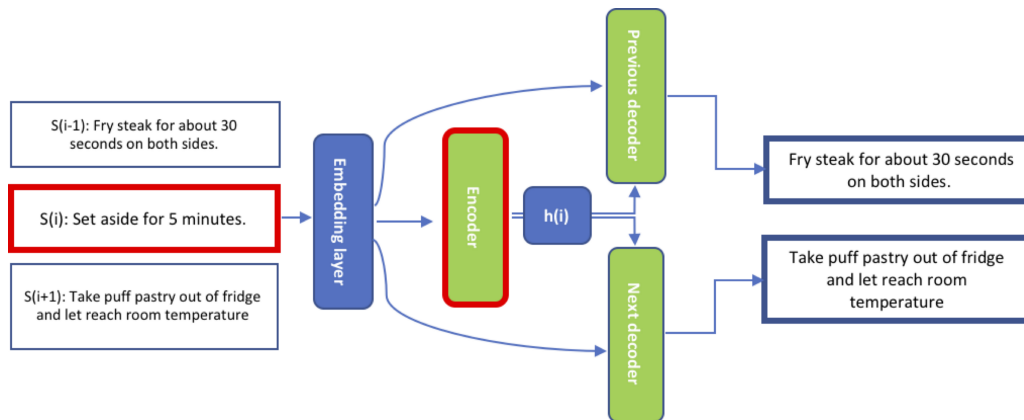 S(i-1): Fry steak for about 30
seconds on both sides.
S(i): Set aside for 5 minutes.
S(i+1): Take puff pastry out of fridge
and let reach room temperature
Embedding layer
Encoder
h(i)
Previous decoder
Next decoder
Fry steak for about 30 seconds
on both sides.
Take puff pastry out of fridge
and let reach room
temperature